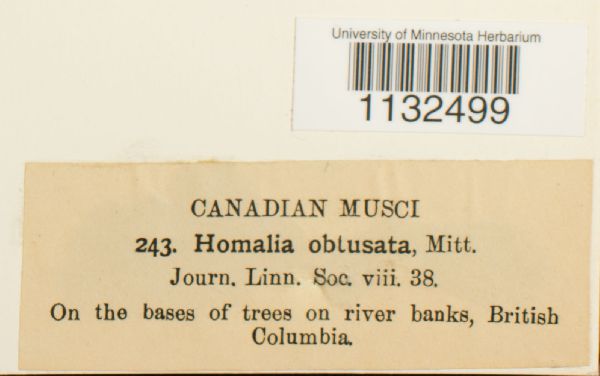 University of Minnesota Herbarium
1132499
CANADIAN MUSCI
243. Homalia obtusata, Mitt.
Journ. Linn. Soc. viii. 38.
On the bases of trees on river banks, British
Columbia.